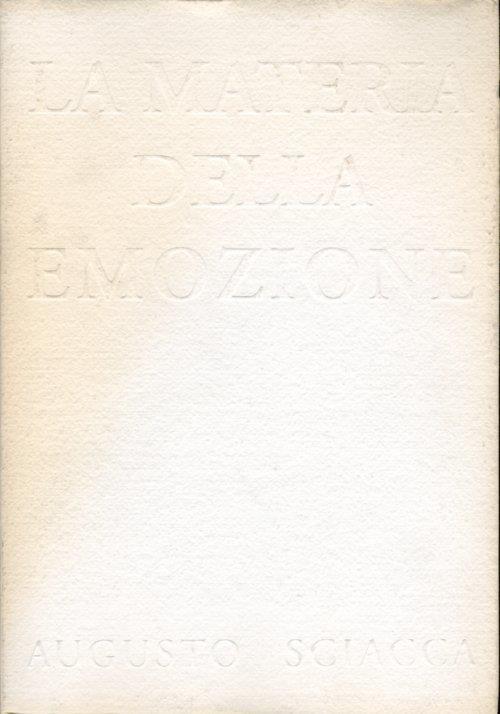 LA MATERIA
DELLA
EMOZIONE
AUGUSTO SCIACCA